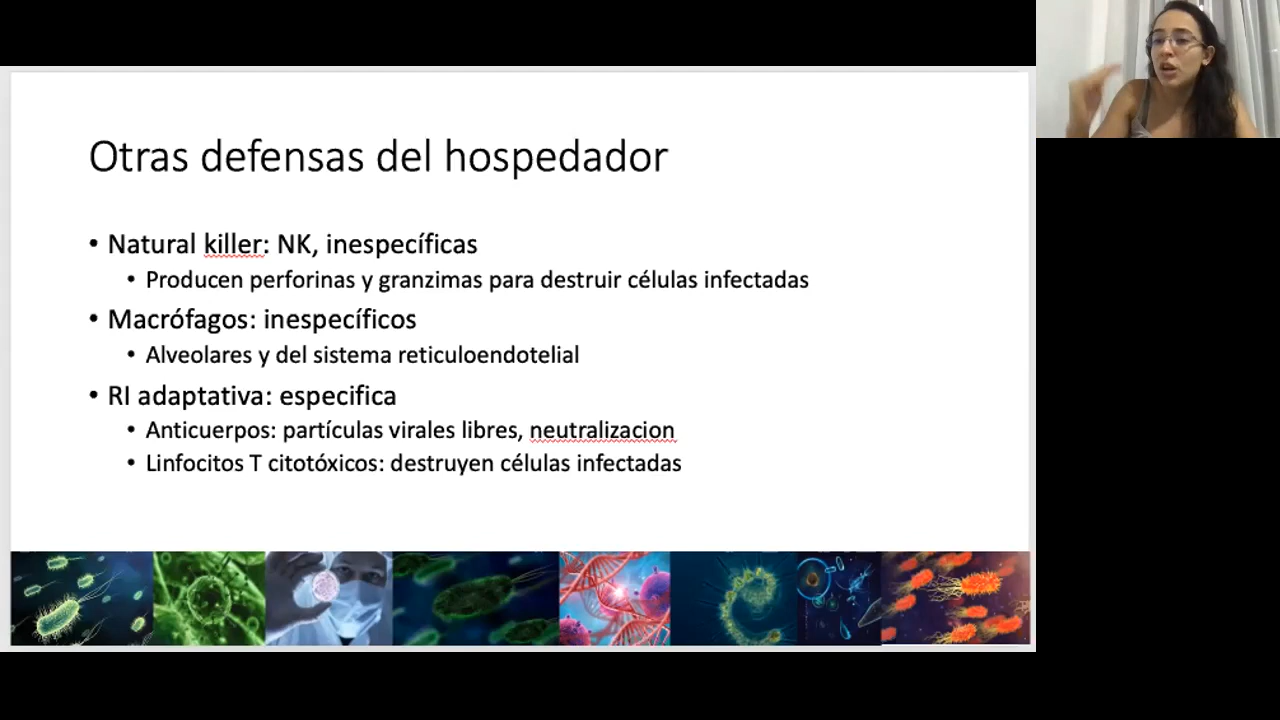 Otras defensas del hospedador
• Natural killer: NK, inespecíficas
• Producen perforinas y granzimas para destruir células infectadas
• Macrófagos: inespecíficos
• Alveolares y del sistema reticuloendotelial
• RI adaptativa: especifica
• Anticuerpos: partículas virales libres, neutralizacion
• Linfocitos T citotóxicos: destruyen células infectadas